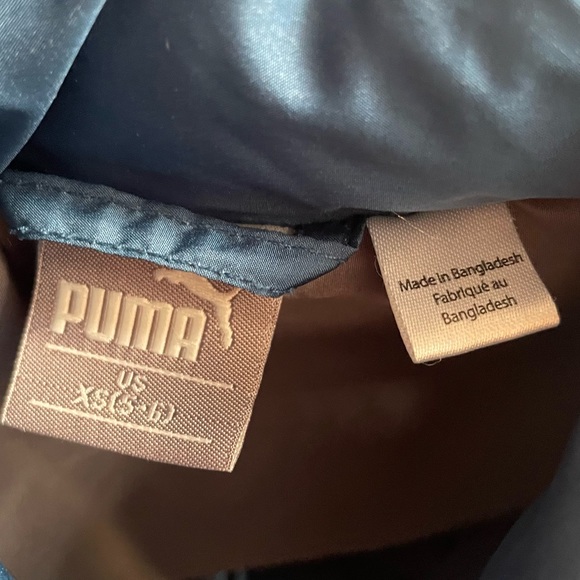 PUMA
US
XS(5-6)
Made in Bangladesh
Fabriqué au
Bangladesh